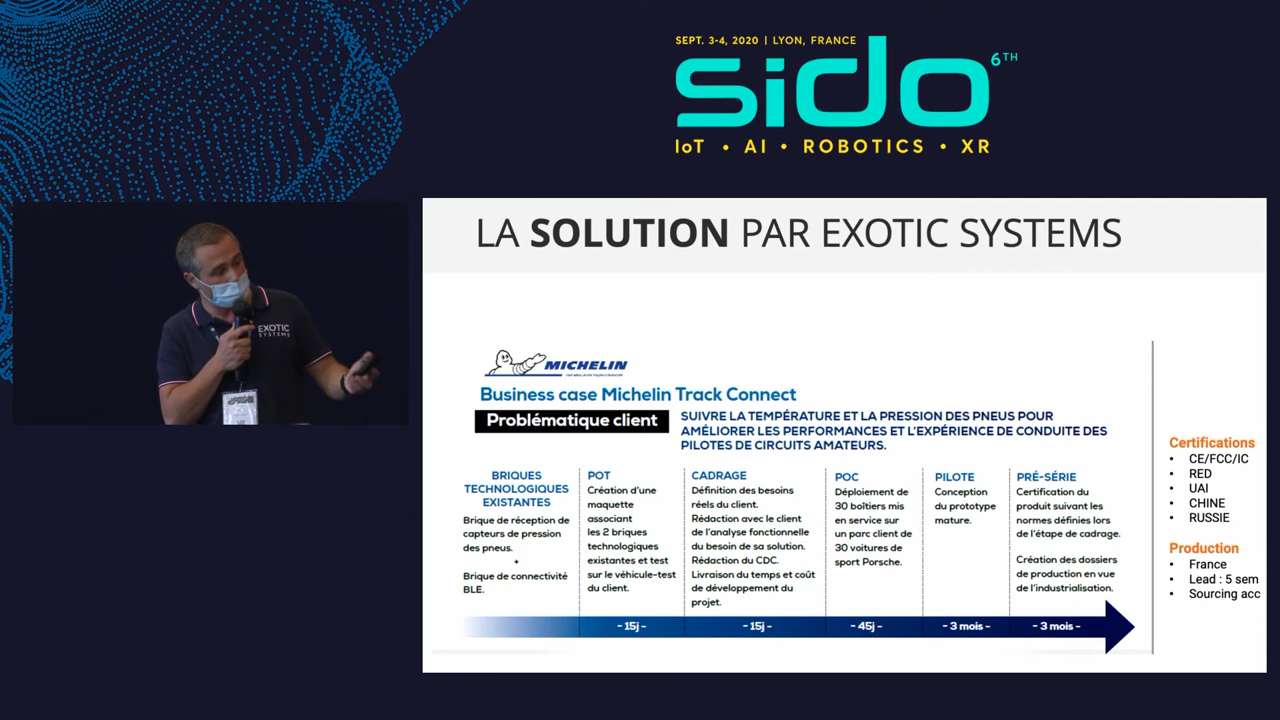 SEPT. 3-4, 2020 | LYON, FRANCE
sido 6TH
IoT • AI • ROBOTICS • XR
EXOTIC
SYSTEMS
LA SOLUTION PAR EXOTIC SYSTEMS
MICHELIN
Business case Michelin Track Connect
Problématique client
SUIVRE LA TEMPÉRATURE ET LA PRESSION DES PNEUS POUR
AMÉLIORER LES PERFORMANCES ET L'EXPÉRIENCE DE CONDUITE DES
PILOTES DE CIRCUITS AMATEURS.
BRIQUES
TECHNOLOGIQUES
EXISTANTES
Brique de réception de
capteurs de pression
des pneus.
+
Brique de connectivité
BLE.
POT
Création d'une
maquette
associant
les 2 briques
technologiques
existantes et test
sur le véhicule-test
du client.
CADRAGE
Définition des besoins
réels du client.
Rédaction avec le client
de l'analyse fonctionnelle
du besoin de sa solution.
Rédaction du CDC.
Livraison du temps et coût
de développement du
projet.
POC
Déploiement de
30 boîtiers mis
en service sur
un parc client de
30 voitures de
sport Porsche.
PILOTE
Conception
du prototype
mature.
PRÉ-SÉRIE
Certification du
produit suivant les
normes définies lors
de l'étape de cadrage.
Création des dossiers
de production en vue
de l'industrialisation.
- 15j -
- 15j -
- 45j -
- 3 mois -
- 3 mois -
Certifications
• CE/FCC/IC
• RED
• UAI
• CHINE
• RUSSIE
Production
• France
• Lead : 5 sem
• Sourcing acc